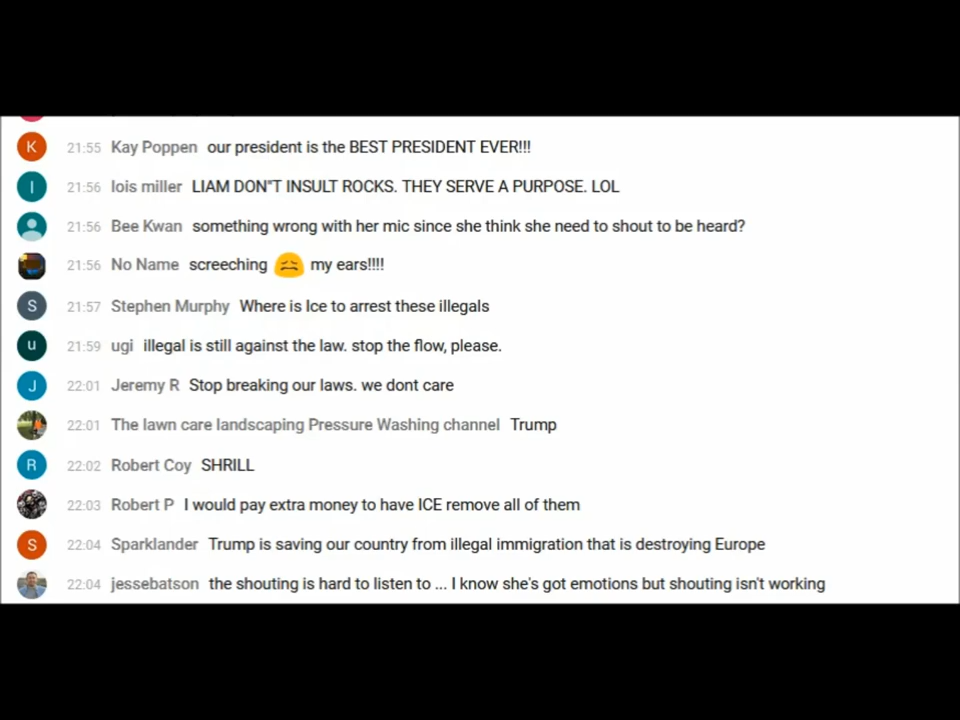 K 21:55 Kay Poppen our president is the BEST PRESIDENT EVER!!!
l 21:56 lois miller LIAM DON"T INSULT ROCKS. THEY SERVE A PURPOSE. LOL
21:56 Bee Kwan something wrong with her mic since she think she need to shout to be heard?
21:56 No Name screeching 😖 my ears!!!!
S 21:57 Stephen Murphy Where is Ice to arrest these illegals
u 21:59 ugi illegal is still against the law. stop the flow, please.
J 22:01 Jeremy R Stop breaking our laws. we dont care
22:01 The lawn care landscaping Pressure Washing channel Trump
R 22:02 Robert Coy SHRILL
22:03 Robert P I would pay extra money to have ICE remove all of them
S 22:04 Sparklander Trump is saving our country from illegal immigration that is destroying Europe
22:04 jessebatson the shouting is hard to listen to ... I know she's got emotions but shouting isn't working